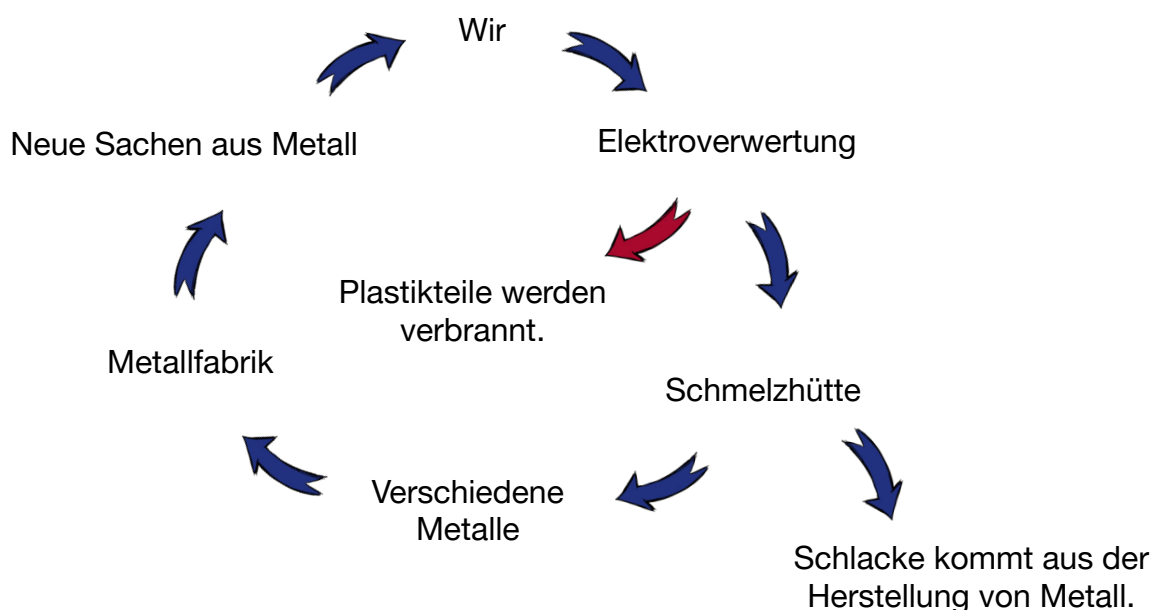 Wir
Neue Sachen aus Metall
Elektroverwertung
Plastikteile werden
verbrannt.
Metallfabrik
Schmelzhütte
Verschiedene
Metalle
Schlacke kommt aus der
Herstellung von Metall.